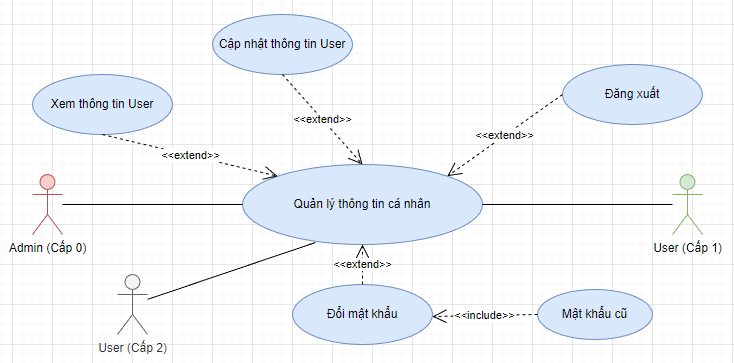 Cập nhật thông tin User
Xem thông tin User
Đăng xuất
<<extend>>
<<extend>>
<<extend>>
Quản lý thông tin cá nhân
Admin (Cấp 0)
User (Cấp 1)
<<extend>>
Đổi mật khẩu
<<include>>
Mật khẩu cũ
User (Cấp 2)